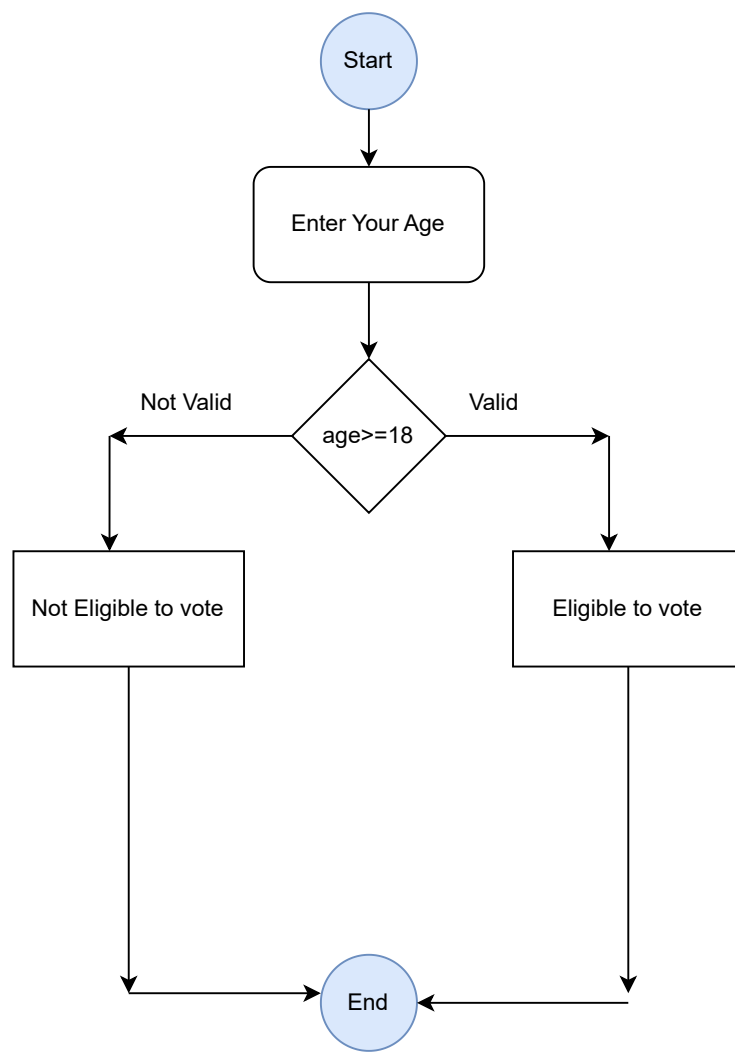 Start
Enter Your Age
Not Valid
Valid
age>=18
Not Eligible to vote
Eligible to vote
End